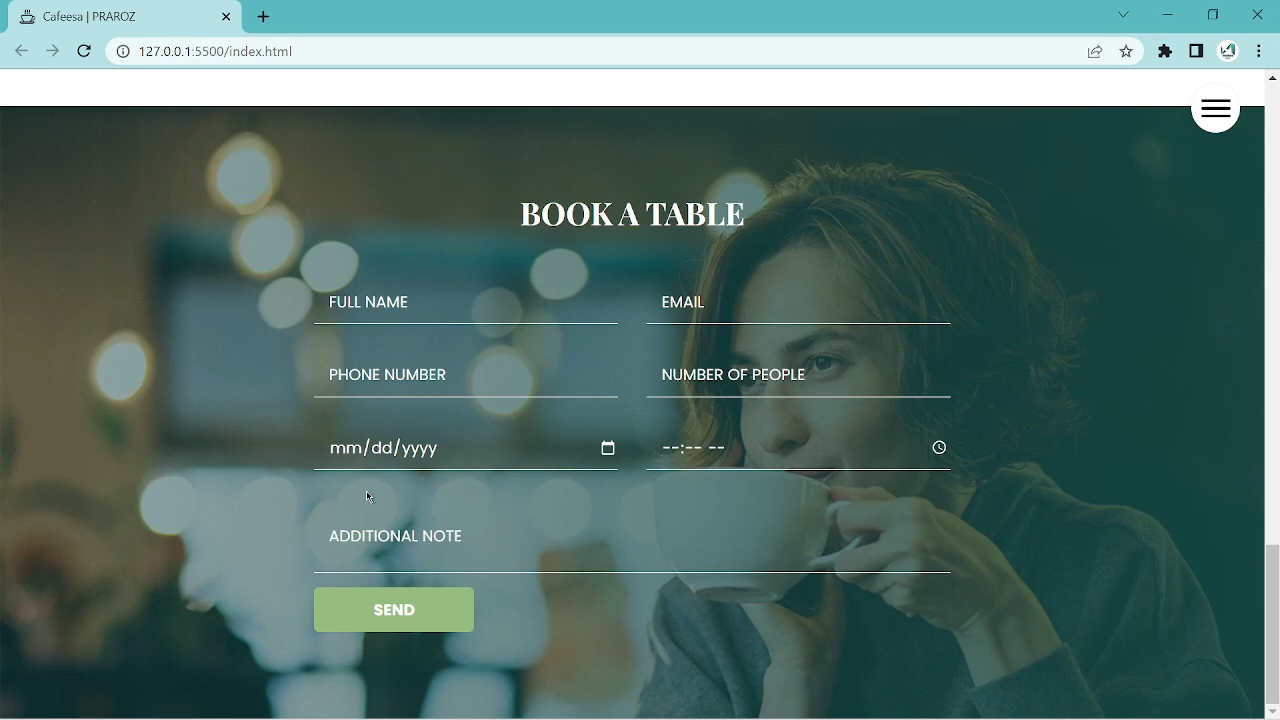 Cafeesa | PRAROZ
127.0.0.1:5500/index.html
BOOK A TABLE
FULL NAME
EMAIL
PHONE NUMBER
NUMBER OF PEOPLE
mm/dd/yyyy
--:-- --
ADDITIONAL NOTE
SEND